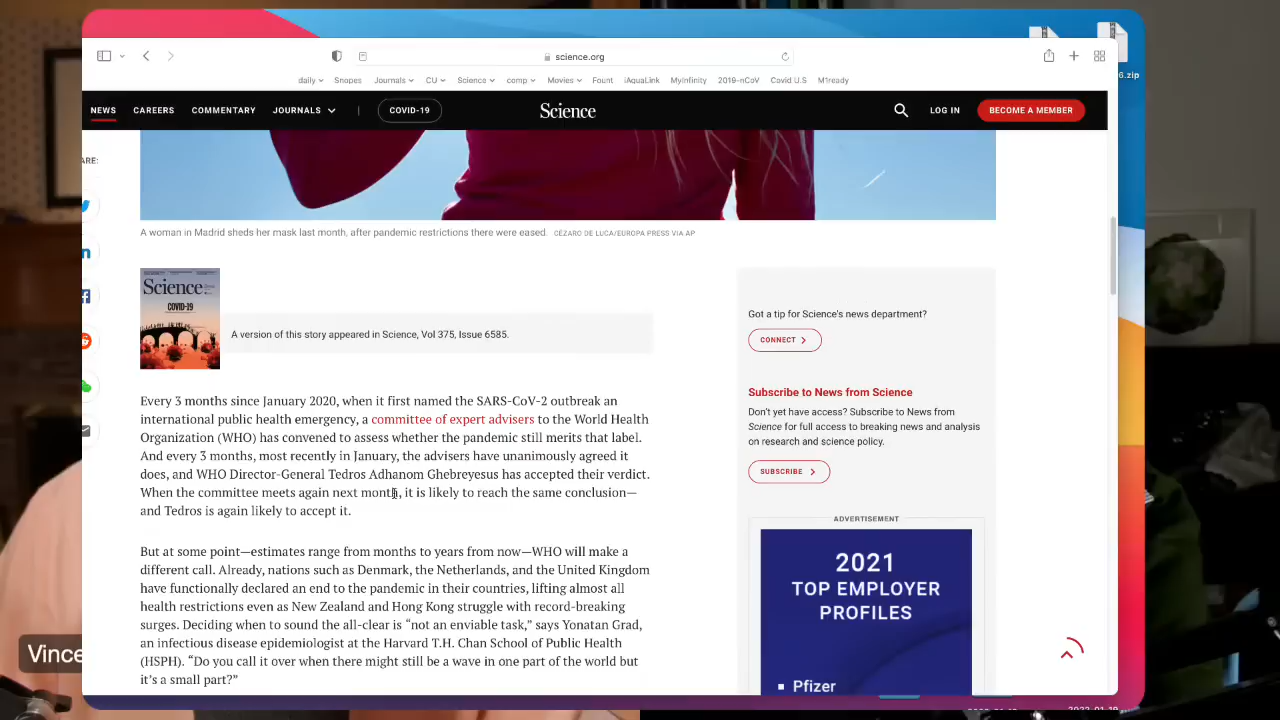 6.zip
science.org
daily Snopes Journals CU Science comp Movies Fount iAquaLink MyInfinity 2019-nCoV Covid U.S M1ready
NEWS CAREERS COMMENTARY JOURNALS | COVID-19 Science LOG IN BECOME A MEMBER
ARE:
A woman in Madrid sheds her mask last month, after pandemic restrictions there were eased. CÉZARO DE LUCA/EUROPA PRESS VIA AP
Science
COVID-19
A version of this story appeared in Science, Vol 375, Issue 6585.
Every 3 months since January 2020, when it first named the SARS-CoV-2 outbreak an
international public health emergency, a committee of expert advisers to the World Health
Organization (WHO) has convened to assess whether the pandemic still merits that label.
And every 3 months, most recently in January, the advisers have unanimously agreed it
does, and WHO Director-General Tedros Adhanom Ghebreyesus has accepted their verdict.
When the committee meets again next month, it is likely to reach the same conclusion—
and Tedros is again likely to accept it.
But at some point—estimates range from months to years from now—WHO will make a
different call. Already, nations such as Denmark, the Netherlands, and the United Kingdom
have functionally declared an end to the pandemic in their countries, lifting almost all
health restrictions even as New Zealand and Hong Kong struggle with record-breaking
surges. Deciding when to sound the all-clear is “not an enviable task,” says Yonatan Grad,
an infectious disease epidemiologist at the Harvard T.H. Chan School of Public Health
(HSPH). “Do you call it over when there might still be a wave in one part of the world but
it’s a small part?”
Got a tip for Science's news department?
CONNECT
Subscribe to News from Science
Don't yet have access? Subscribe to News from
Science for full access to breaking news and analysis
on research and science policy.
SUBSCRIBE
ADVERTISEMENT
2021
TOP EMPLOYER
PROFILES
Pfizer
Vince